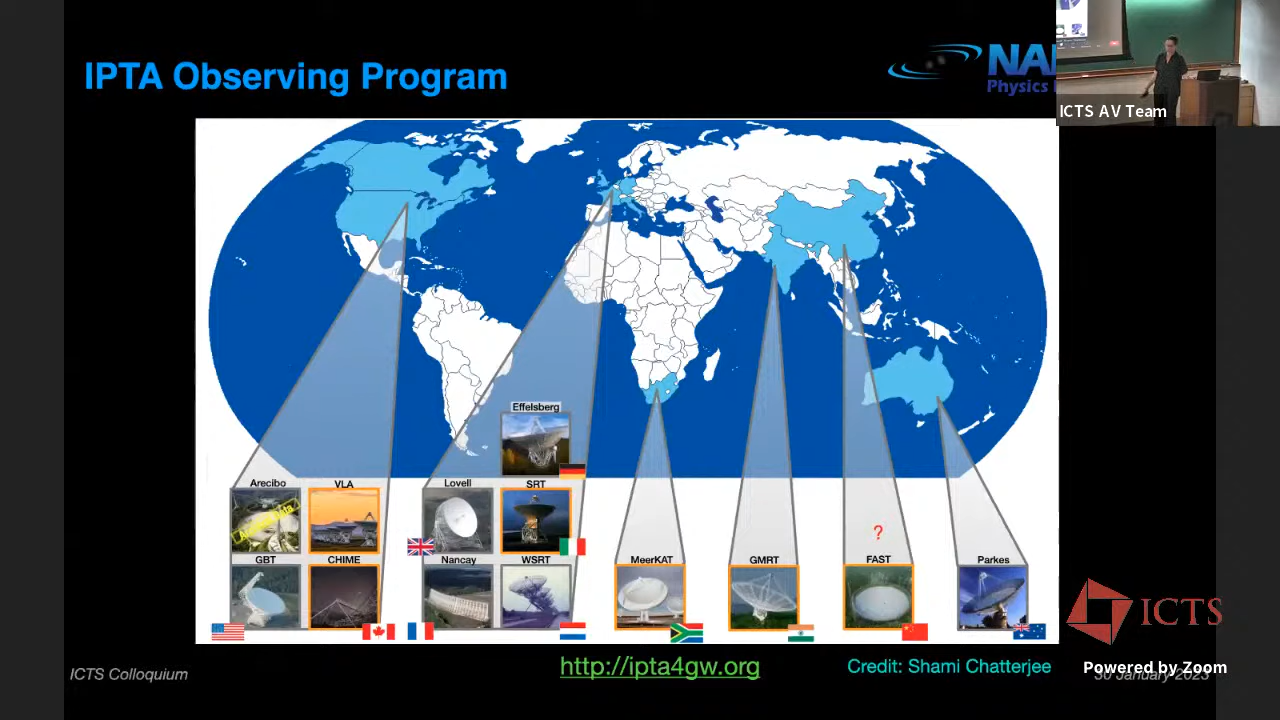 IPTA Observing Program
Physics
ICTS AV Team
Effelsberg
Arecibo
VLA
Lovell
SRT
GBT
CHIME
Nancay
WSRT
MeerKAT
GMRT
?
FAST
Parkes
ICTS
ICTS Colloquium
http://ipta4gw.org
Credit: Shami Chatterjee
Powered by Zoom
30 January 2023